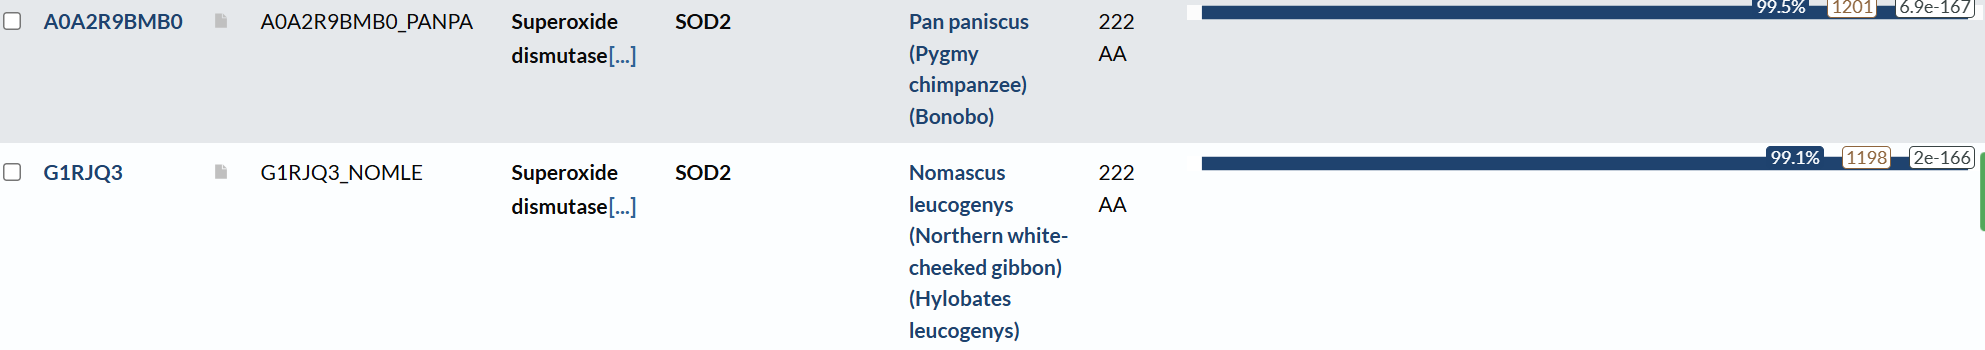 A0A2R9BMB0 A0A2R9BMB0_PANPA Superoxide SOD2 Pan paniscus 222 99.5% 1201 6.9e-167
dismutase[...] (Pygmy AA
chimpanzee)
(Bonobo)
G1RJQ3 G1RJQ3_NOMLE Superoxide SOD2 Nomascus 222 99.1% 1198 2e-166
dismutase[...] leucogenys AA
(Northern white-
cheeked gibbon)
(Hylobates
leucogenys)